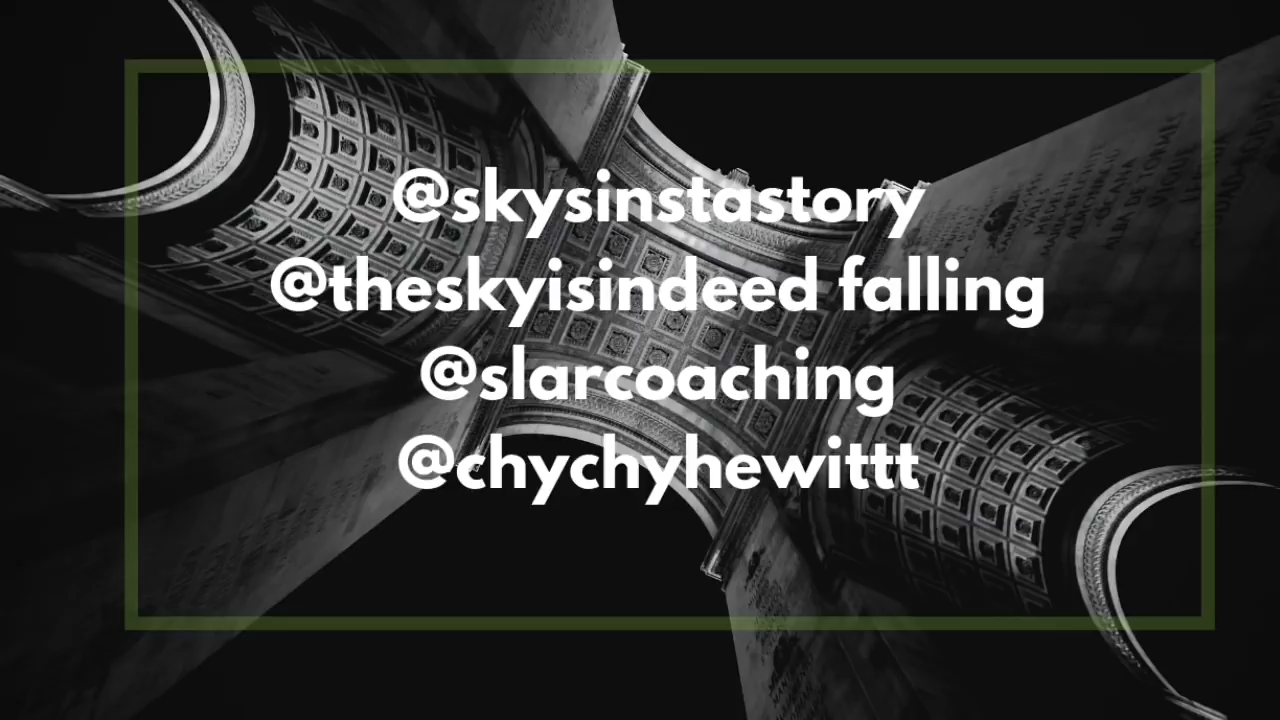 @skysinstastory
@theskyisindeed falling
@slarcoaching
@chychyhewittt